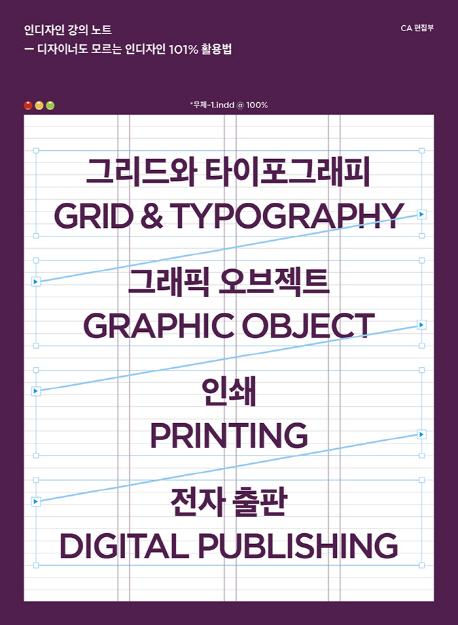 인디자인 강의 노트
CA 편집부
— 디자이너도 모르는 인디자인 101% 활용법
*무제-1.indd @ 100%
그리드와 타이포그래피
GRID & TYPOGRAPHY
그래픽 오브젝트
GRAPHIC OBJECT
인쇄
PRINTING
전자 출판
DIGITAL PUBLISHING